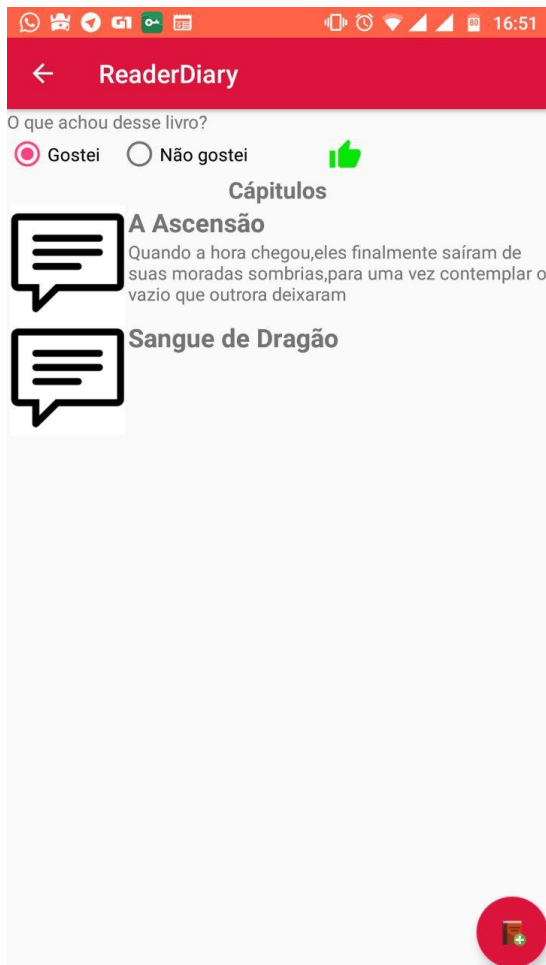 G1 16:51
ReaderDiary
O que achou desse livro?
Gostei Não gostei
Cápitulos
A Ascensão
Quando a hora chegou,eles finalmente saíram de
suas moradas sombrias,para uma vez contemplar o
vazio que outrora deixaram
Sangue de Dragão